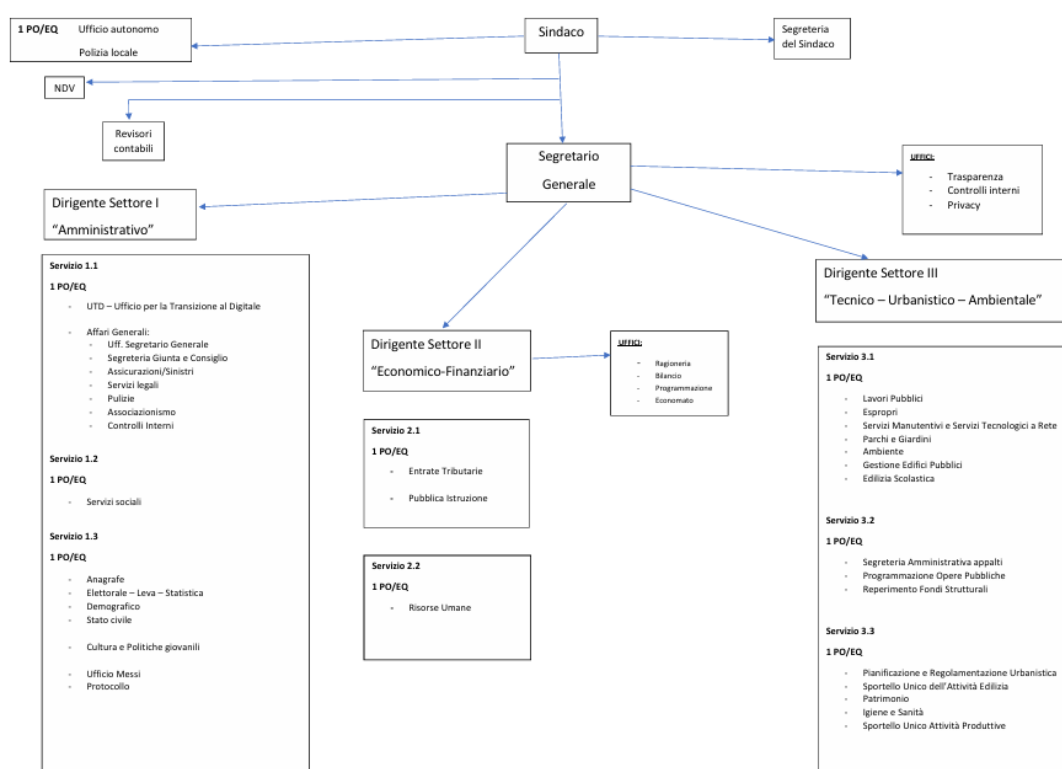 1 PO/EQ Ufficio autonomo
Polizia locale
Sindaco
Segreteria
del Sindaco
NDV
Revisori
contabili
Segretario
Generale
UFFICI:
- Trasparenza
- Controlli interni
- Privacy
Dirigente Settore I
“Amministrativo”
Servizio 1.1
1 PO/EQ
- UTD – Ufficio per la Transizione al Digitale
- Affari Generali:
- Uff. Segretario Generale
- Segreteria Giunta e Consiglio
- Assicurazioni/Sinistri
- Servizi legali
- Pulizie
- Associazionismo
- Controlli Interni
Servizio 1.2
1 PO/EQ
- Servizi sociali
Servizio 1.3
1 PO/EQ
- Anagrafe
- Elettorale – Leva – Statistica
- Demografico
- Stato civile
- Cultura e Politiche giovanili
- Ufficio Messi
- Protocollo
Dirigente Settore II
“Economico-Finanziario”
UFFICI:
- Ragioneria
- Bilancio
- Programmazione
- Economato
Servizio 2.1
1 PO/EQ
- Entrate Tributarie
- Pubblica Istruzione
Servizio 2.2
1 PO/EQ
- Risorse Umane
Dirigente Settore III
“Tecnico – Urbanistico – Ambientale”
Servizio 3.1
1 PO/EQ
- Lavori Pubblici
- Espropri
- Servizi Manutentivi e Servizi Tecnologici a Rete
- Parchi e Giardini
- Ambiente
- Gestione Edifici Pubblici
- Edilizia Scolastica
Servizio 3.2
1 PO/EQ
- Segreteria Amministrativa appalti
- Programmazione Opere Pubbliche
- Reperimento Fondi Strutturali
Servizio 3.3
1 PO/EQ
- Pianificazione e Regolamentazione Urbanistica
- Sportello Unico dell’Attività Edilizia
- Patrimonio
- Igiene e Sanità
- Sportello Unico Attività Produttive